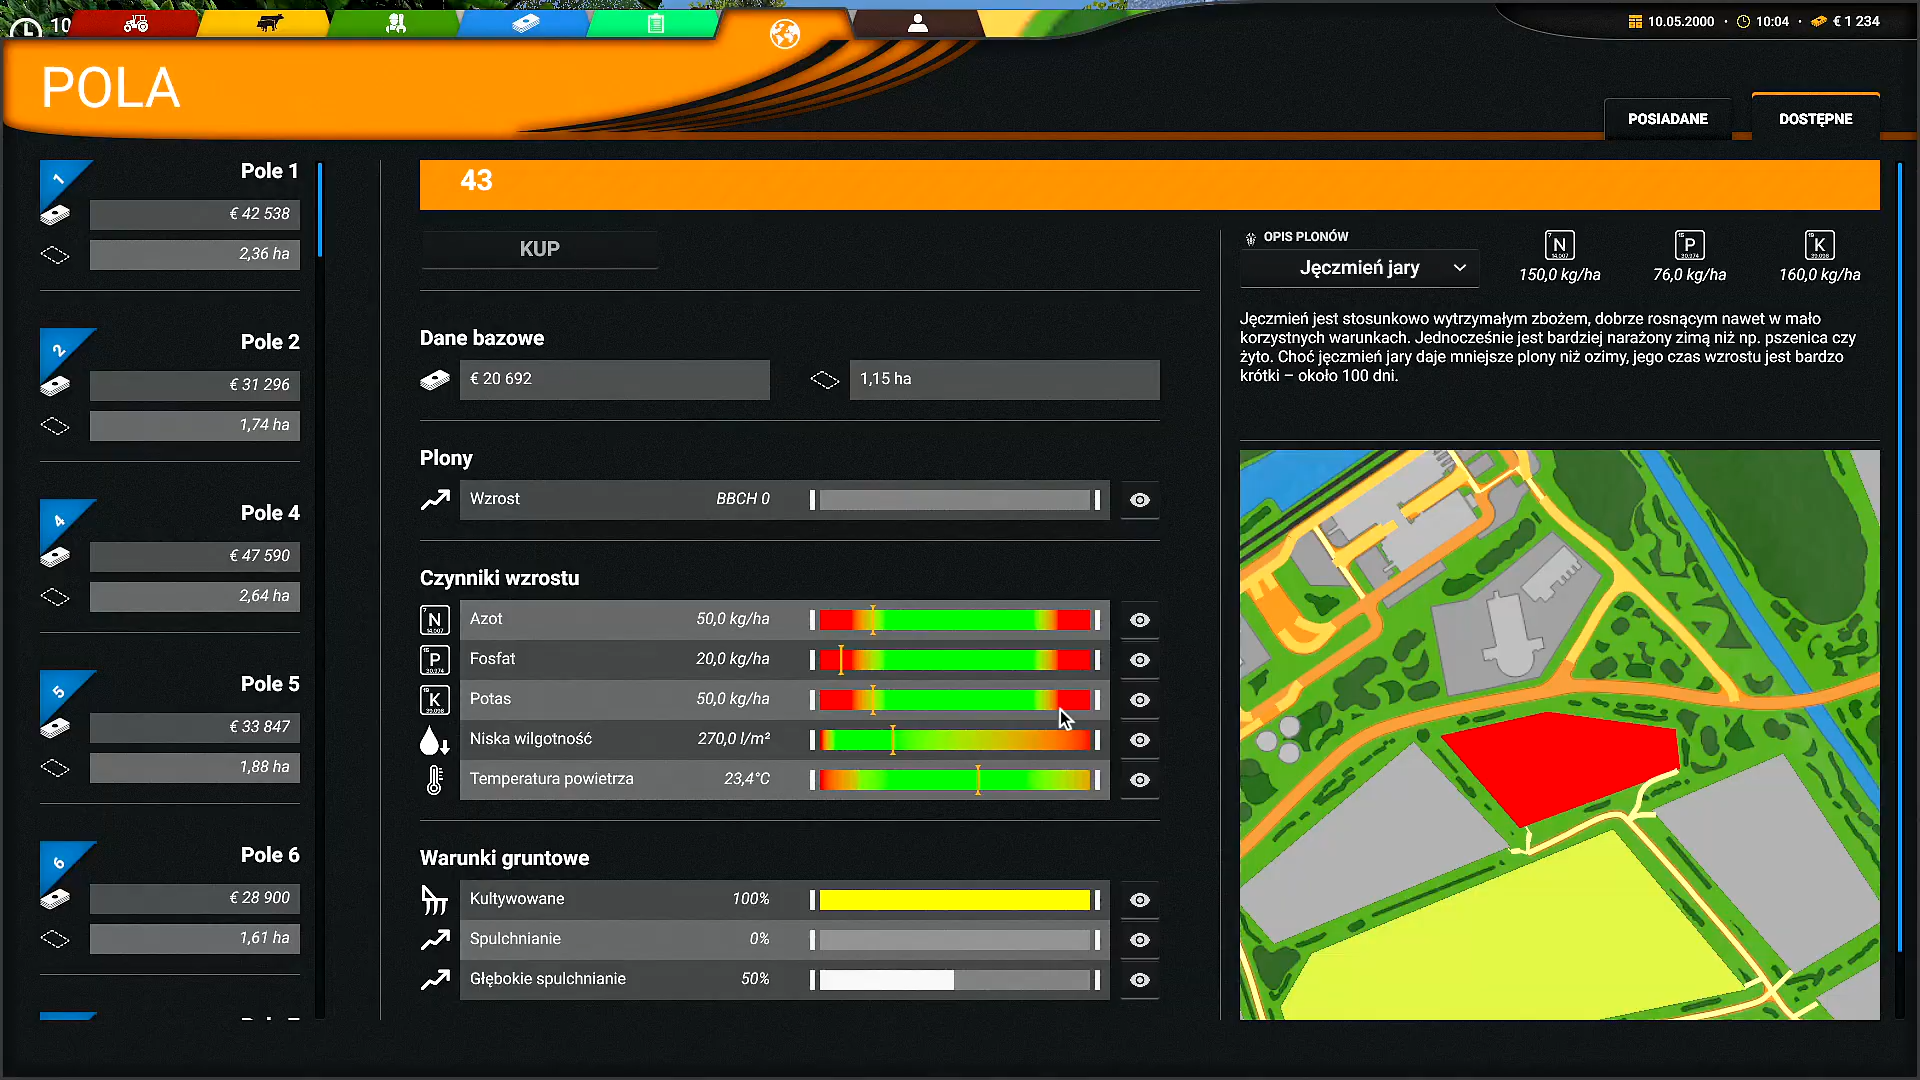 10
10.05.2000 · 10:04 · € 1 234
POLA
POSIADANE
DOSTĘPNE
1
Pole 1
€ 42 538
2,36 ha
2
Pole 2
€ 31 296
1,74 ha
4
Pole 4
€ 47 590
2,64 ha
5
Pole 5
€ 33 847
1,88 ha
6
Pole 6
€ 28 900
1,61 ha
43
KUP
Dane bazowe
€ 20 692
1,15 ha
Plony
Wzrost BBCH 0
Czynniki wzrostu
N Azot 50,0 kg/ha
P Fosfat 20,0 kg/ha
K Potas 50,0 kg/ha
Niska wilgotność 270,0 l/m²
Temperatura powietrza 23,4°C
Warunki gruntowe
Kultywowane 100%
Spulchnianie 0%
Głębokie spulchnianie 50%
OPIS PLONÓW
Jęczmień jary
N
P
K
150,0 kg/ha
76,0 kg/ha
160,0 kg/ha
Jęczmień jest stosunkowo wytrzymałym zbożem, dobrze rosnącym nawet w mało
korzystnych warunkach. Jednocześnie jest bardziej narażony zimą niż np. pszenica czy
żyto. Choć jęczmień jary daje mniejsze plony niż ozimy, jego czas wzrostu jest bardzo
krótki – około 100 dni.